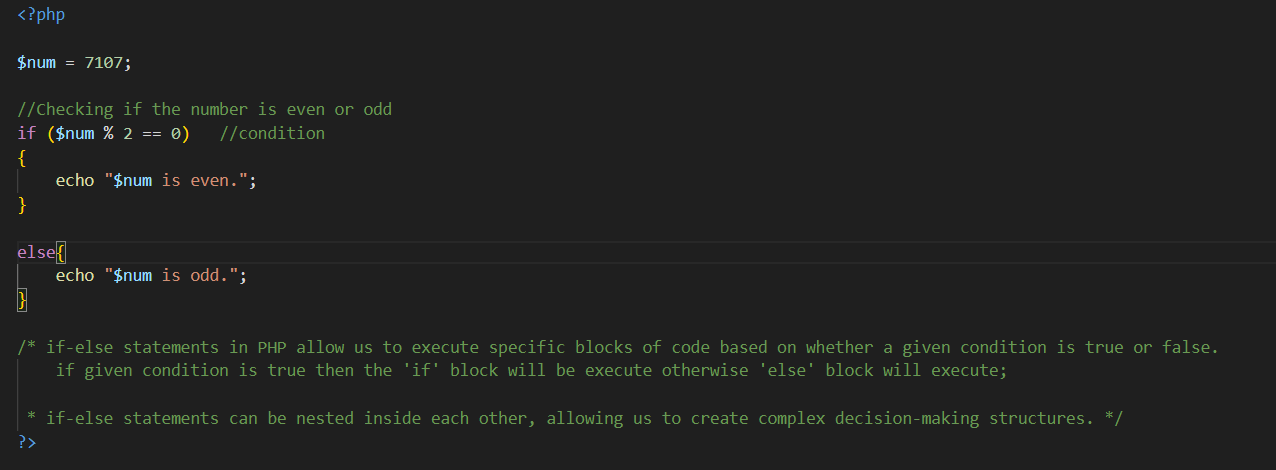 <?php
$num = 7107;
//Checking if the number is even or odd
if ($num % 2 == 0)   //condition
{
    echo "$num is even.";
}
else{
    echo "$num is odd.";
}
/* if-else statements in PHP allow us to execute specific blocks of code based on whether a given condition is true or false.
    if given condition is true then the 'if' block will be execute otherwise 'else' block will execute;
 * if-else statements can be nested inside each other, allowing us to create complex decision-making structures. */
?>